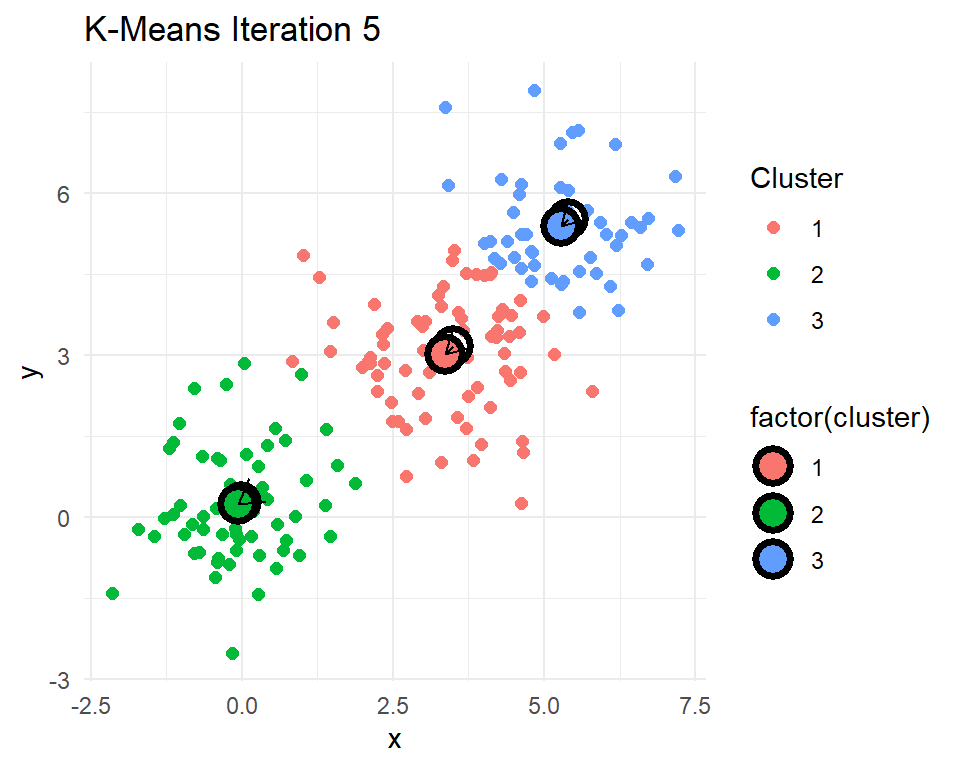 K-Means Iteration 5
6
3
0
-3
y
-2.5 0.0 2.5 5.0 7.5
x
Cluster
1
2
3
factor(cluster)
1
2
3